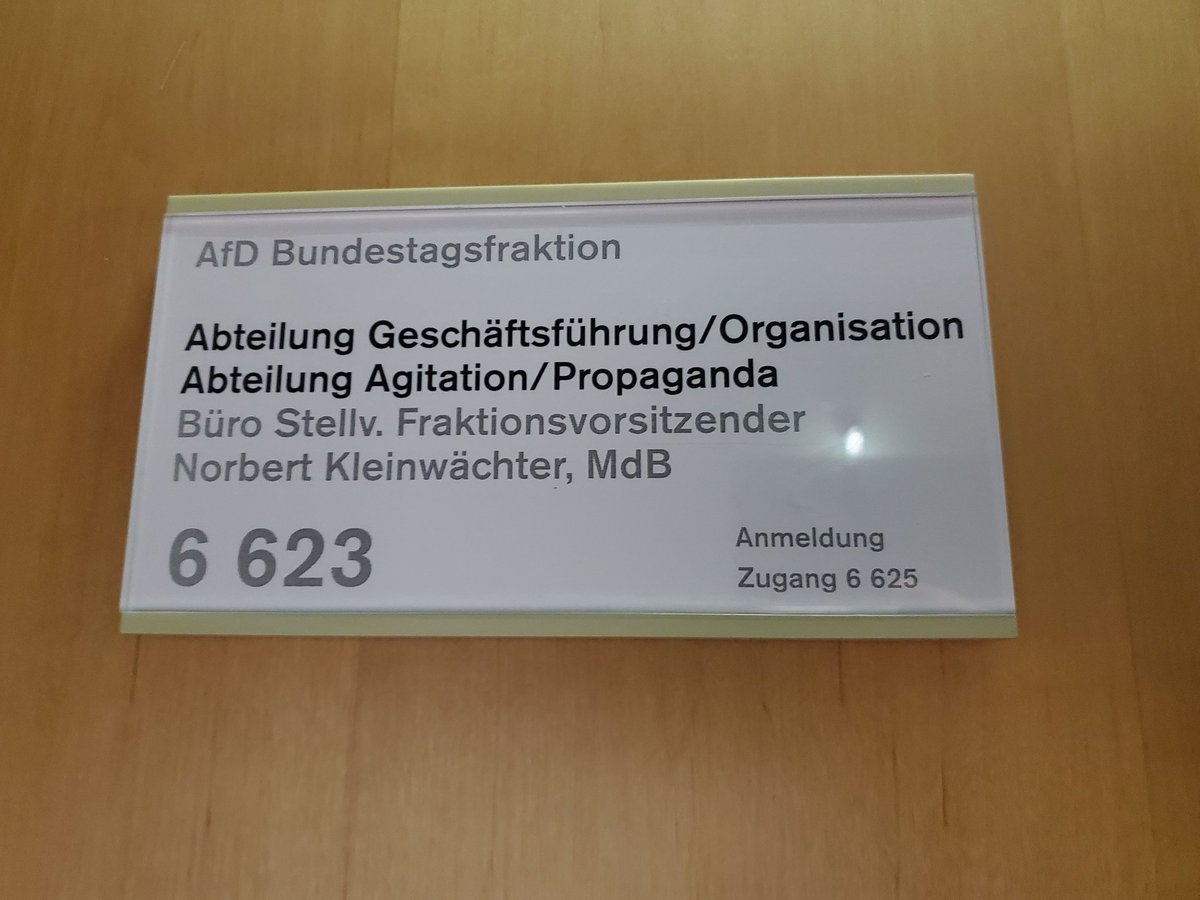 AfD Bundestagsfraktion
Abteilung Geschäftsführung/Organisation
Abteilung Agitation/Propaganda
Büro Stellv. Fraktionsvorsitzender
Norbert Kleinwächter, MdB
6 623
Anmeldung
Zugang 6 625